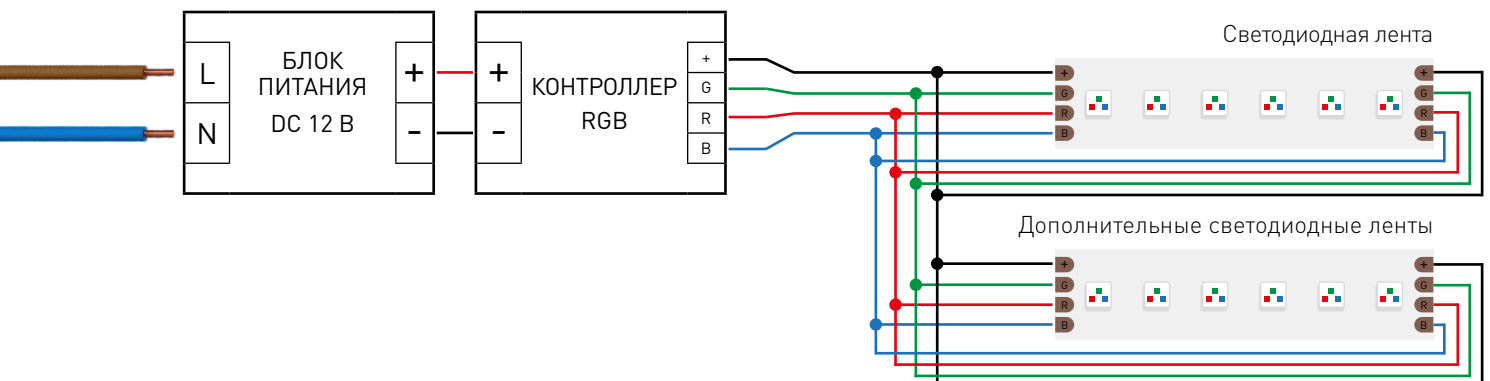 Светодиодная лента
L
N
БЛОК
ПИТАНИЯ
DC 12 В
+
-
+
-
КОНТРОЛЛЕР
RGB
+
G
R
B
+
G
R
B
+
G
R
B
Дополнительные светодиодные ленты
+
G
R
B
+
G
R
B